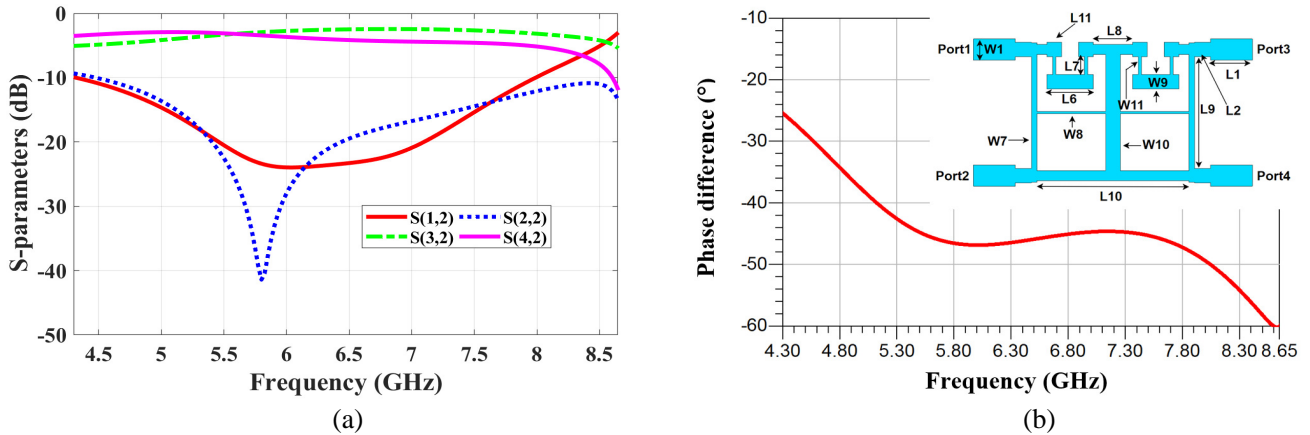 0
-10
-20
-30
-40
-50
S-parameters (dB)
S(1,2) S(2,2)
S(3,2) S(4,2)
4.5 5 5.5 6 6.5 7 7.5 8 8.5
Frequency (GHz)
(a)
-10
-20
-30
-40
-50
-60
Phase difference (°)
L11
L8
Port1 W1 Port3
L7 W9 L1
L6 W11 L9 L2
W8
W7 W10
Port2 Port4
L10
4.30 4.80 5.30 5.80 6.30 6.80 7.30 7.80 8.30 8.65
Frequency (GHz)
(b)